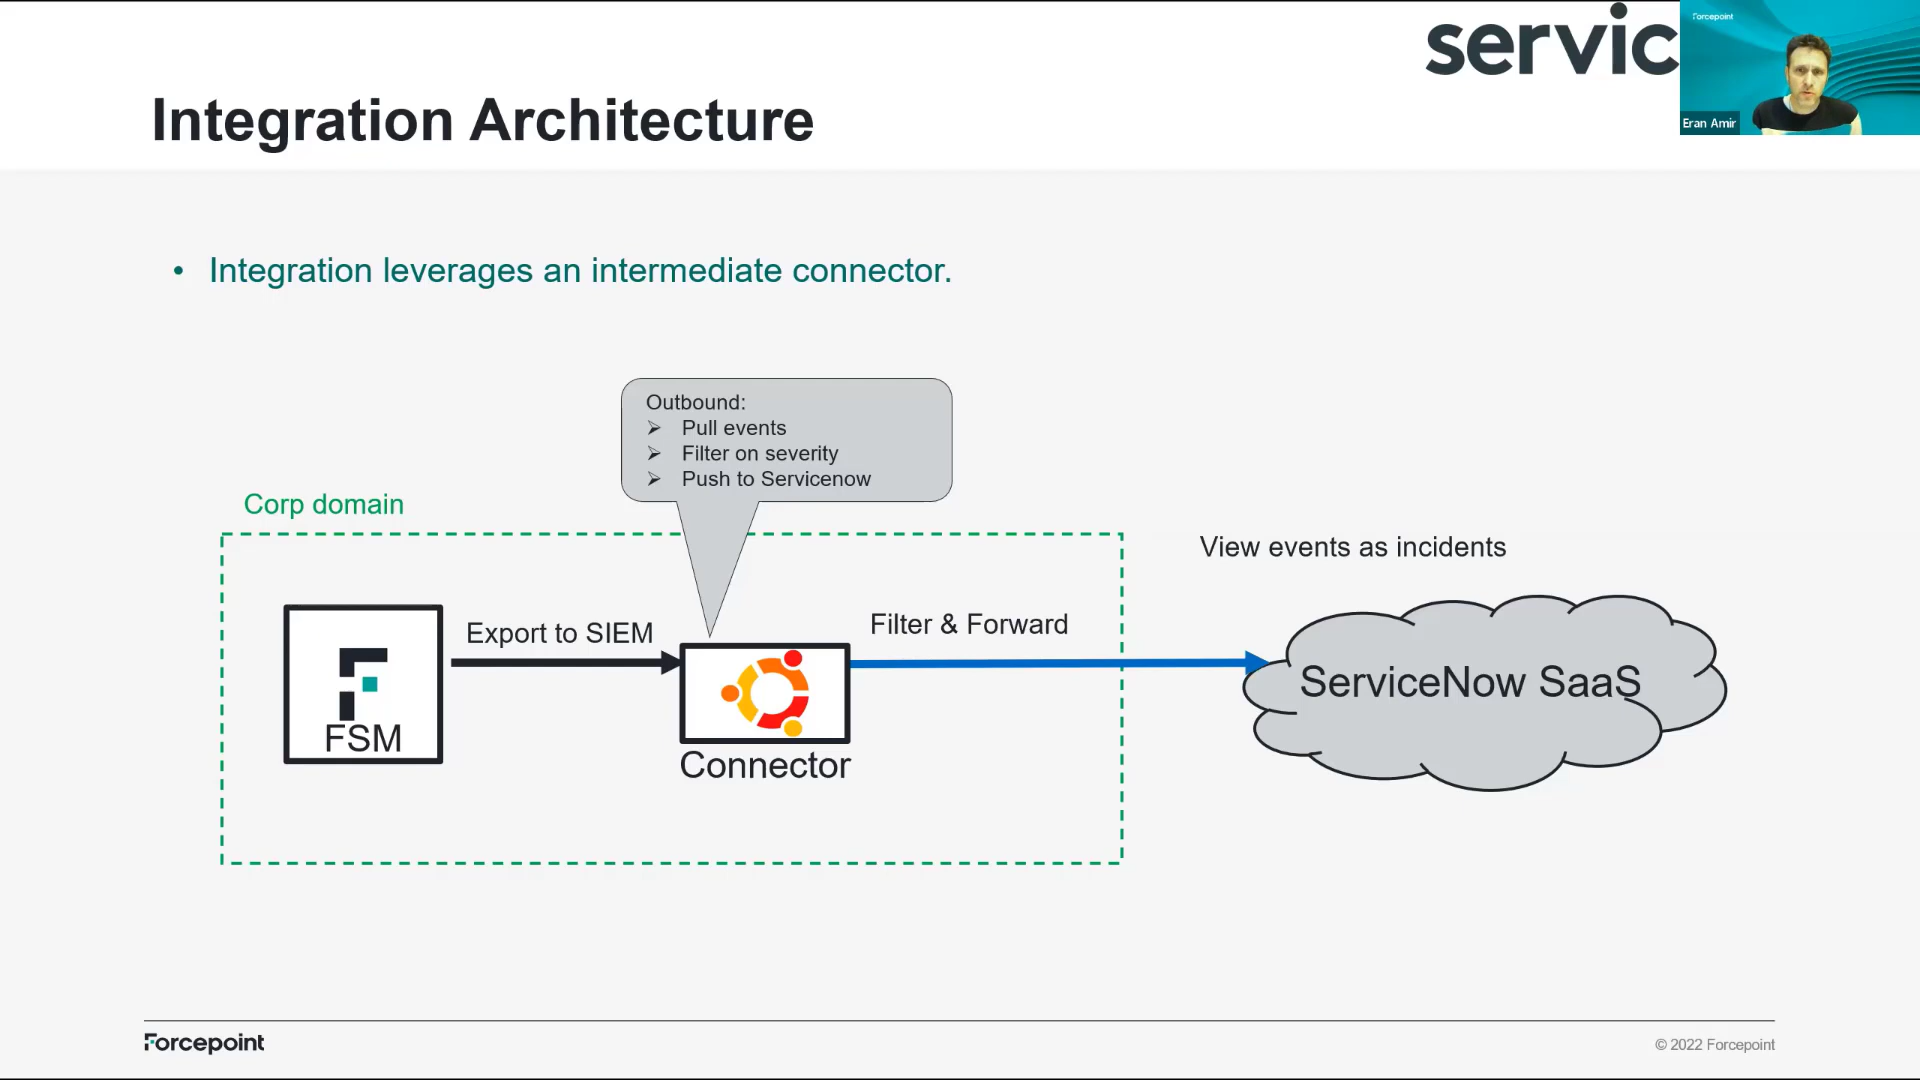 servic
Forcepoint
Eran Amir
Integration Architecture
• Integration leverages an intermediate connector.
Outbound:
➢ Pull events
➢ Filter on severity
➢ Push to Servicenow
Corp domain
View events as incidents
Export to SIEM
Filter & Forward
FSM
Connector
ServiceNow SaaS
Forcepoint
© 2022 Forcepoint